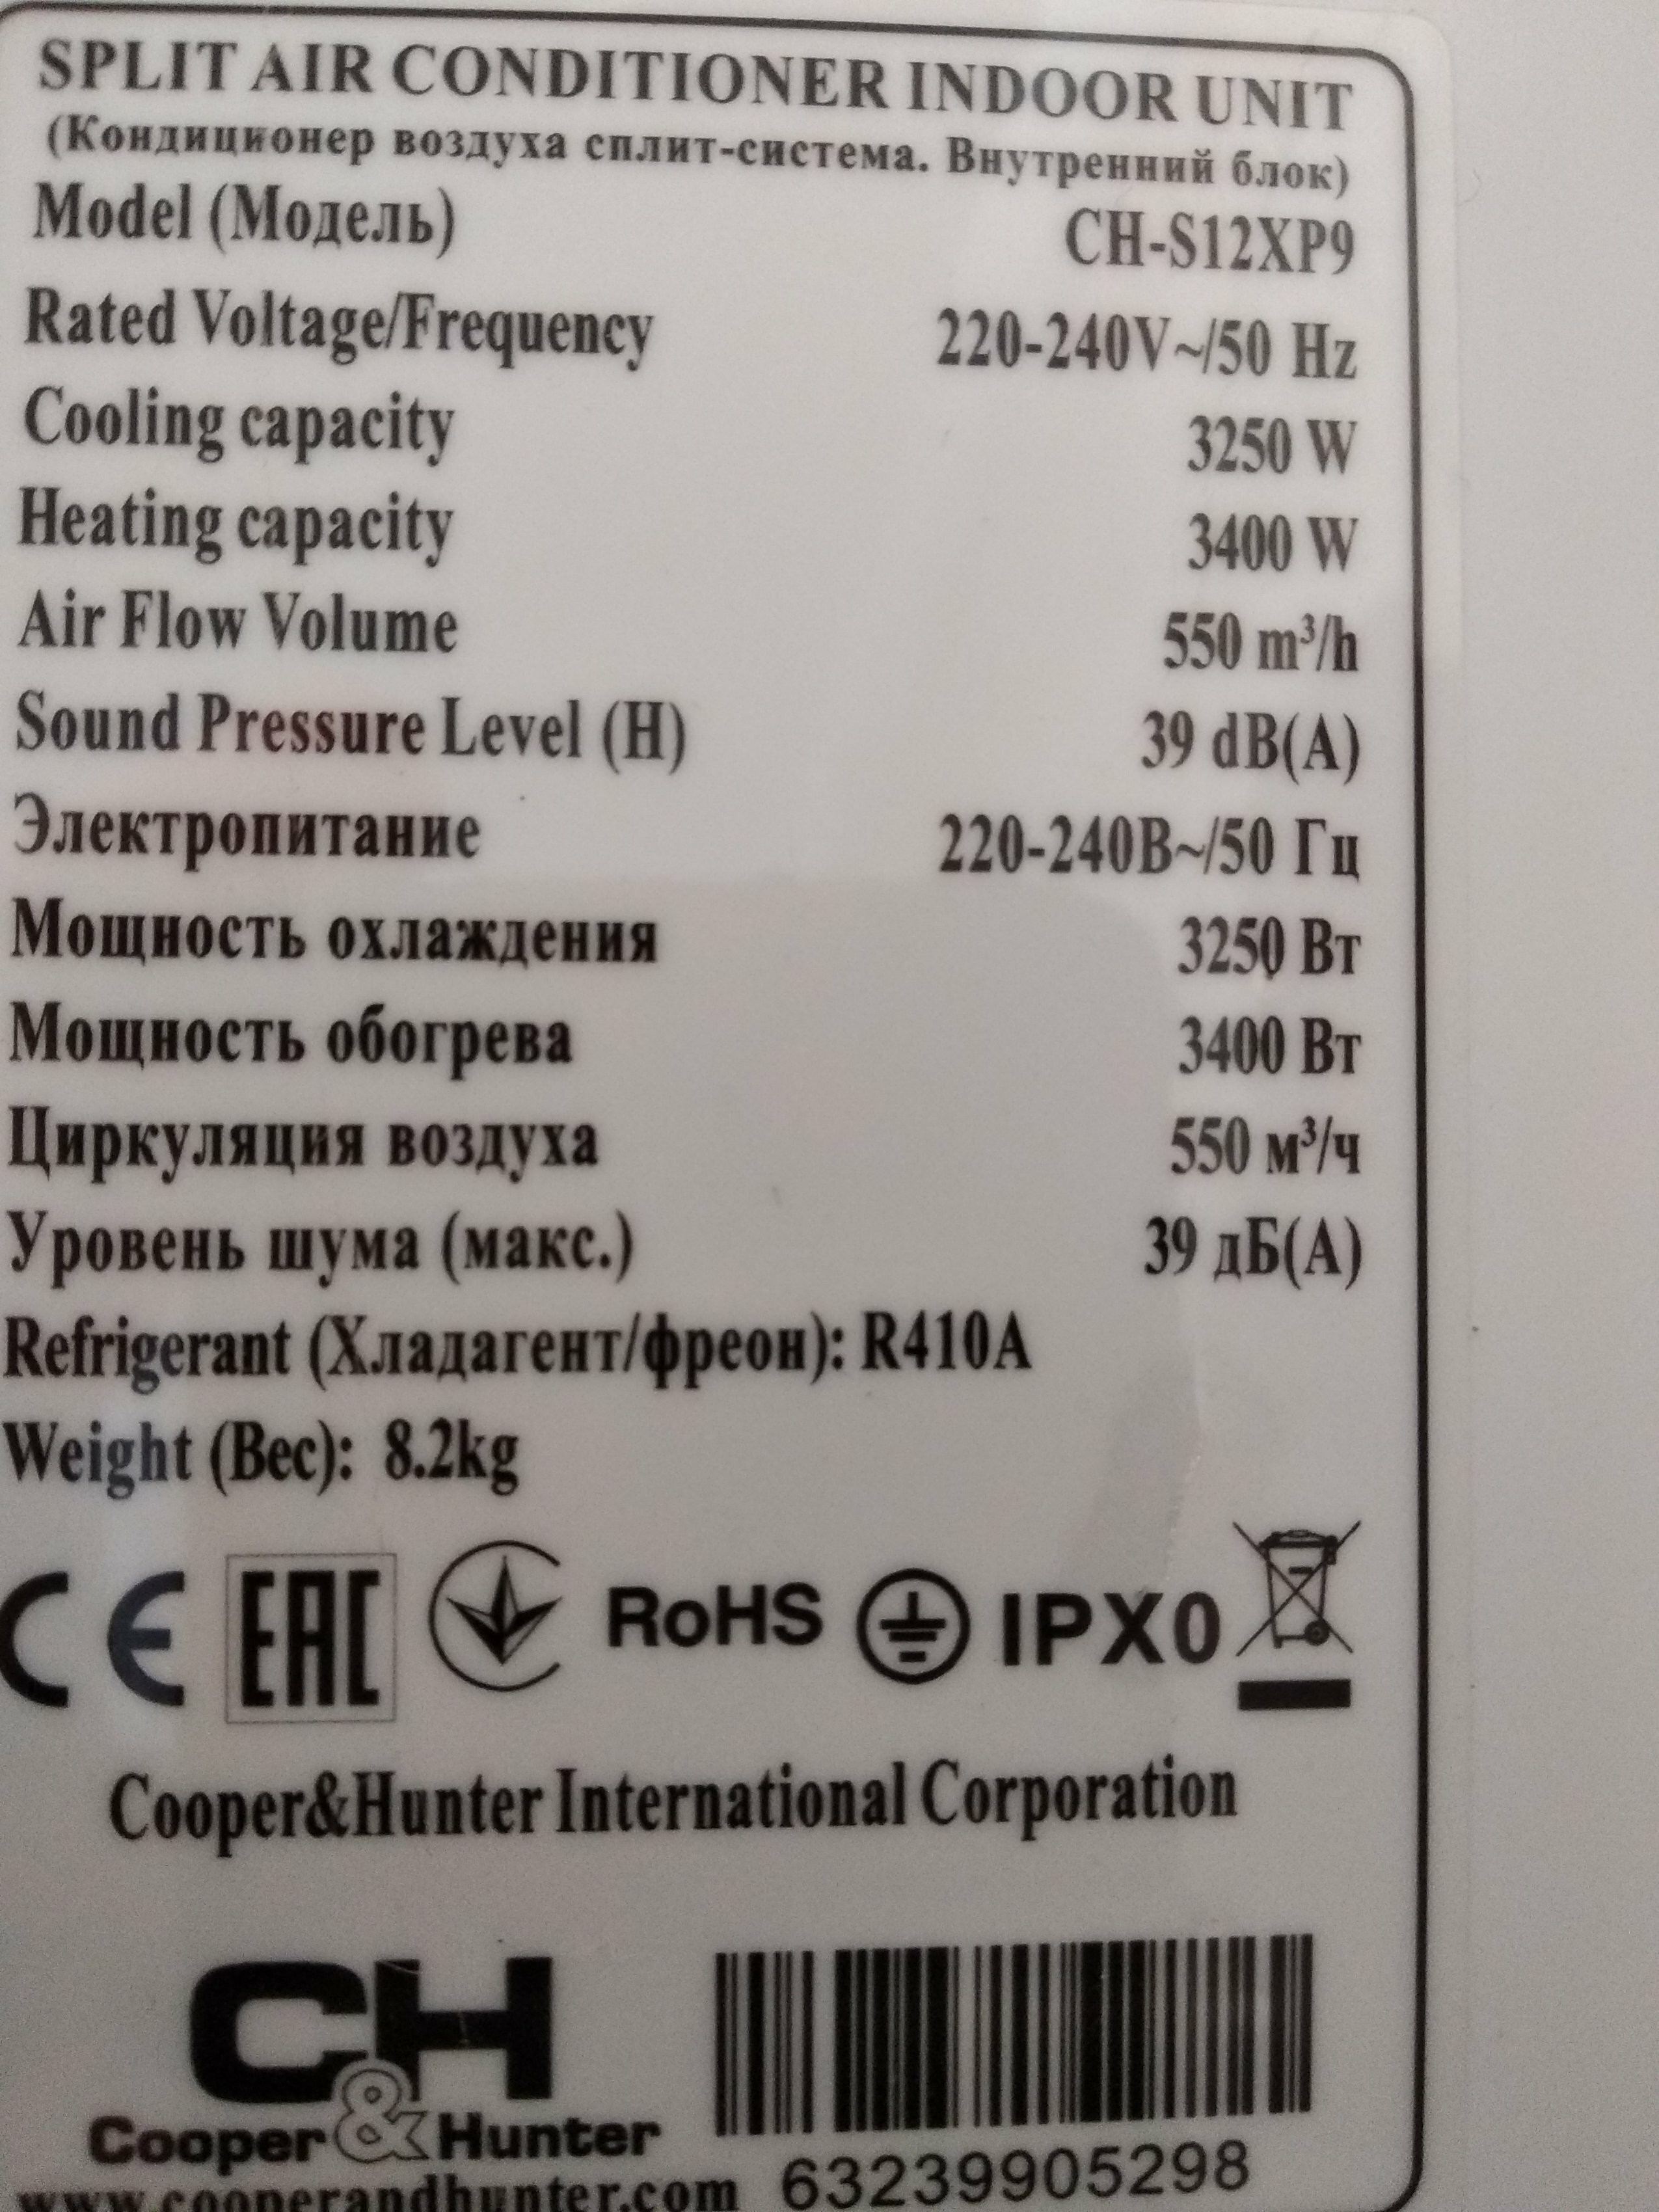 SPLIT AIR CONDITIONER INDOOR UNIT
(Кондиционер воздуха сплит-система. Внутренний блок)
Model (Модель) CH-S12XP9
Rated Voltage/Frequency 220-240V~/50 Hz
Cooling capacity 3250 W
Heating capacity 3400 W
Air Flow Volume 550 m³/h
Sound Pressure Level (H) 39 dB(A)
Электропитание 220-240В~/50 Гц
Мощность охлаждения 3250 Вт
Мощность обогрева 3400 Вт
Циркуляция воздуха 550 м³/ч
Уровень шума (макс.) 39 дБ(А)
Refrigerant (Хладагент/фреон): R410A
Weight (Вес): 8.2kg
CE EAC RoHS IPX0
Cooper&Hunter International Corporation
C&H
Cooper & Hunter
www.cooperandhunter.com 63239905298